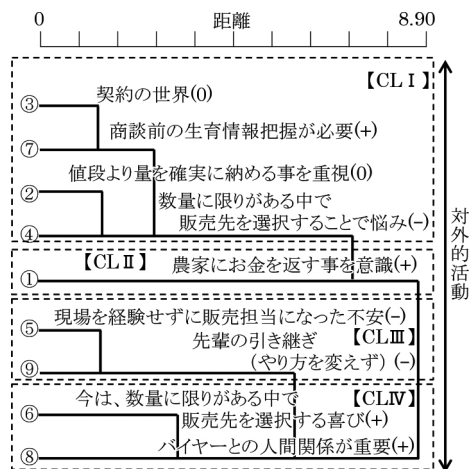 0 距離 8.90
【CLⅠ】
契約の世界(0)
③
商談前の生育情報把握が必要(+)
⑦
値段より量を確実に納める事を重視(0)
②
数量に限りがある中で
販売先を選択することで悩み(−)
④
【CLⅡ】
農家にお金を返す事を意識(+)
①
現場を経験せずに販売担当になった不安(−)
⑤
先輩の引き継ぎ 【CLⅢ】
(やり方を変えず) (−)
⑨
今は、数量に限りがある中で 【CLⅣ】
⑥
販売先を選択する喜び(+)
バイヤーとの人間関係が重要(+)
⑧
対外的活動